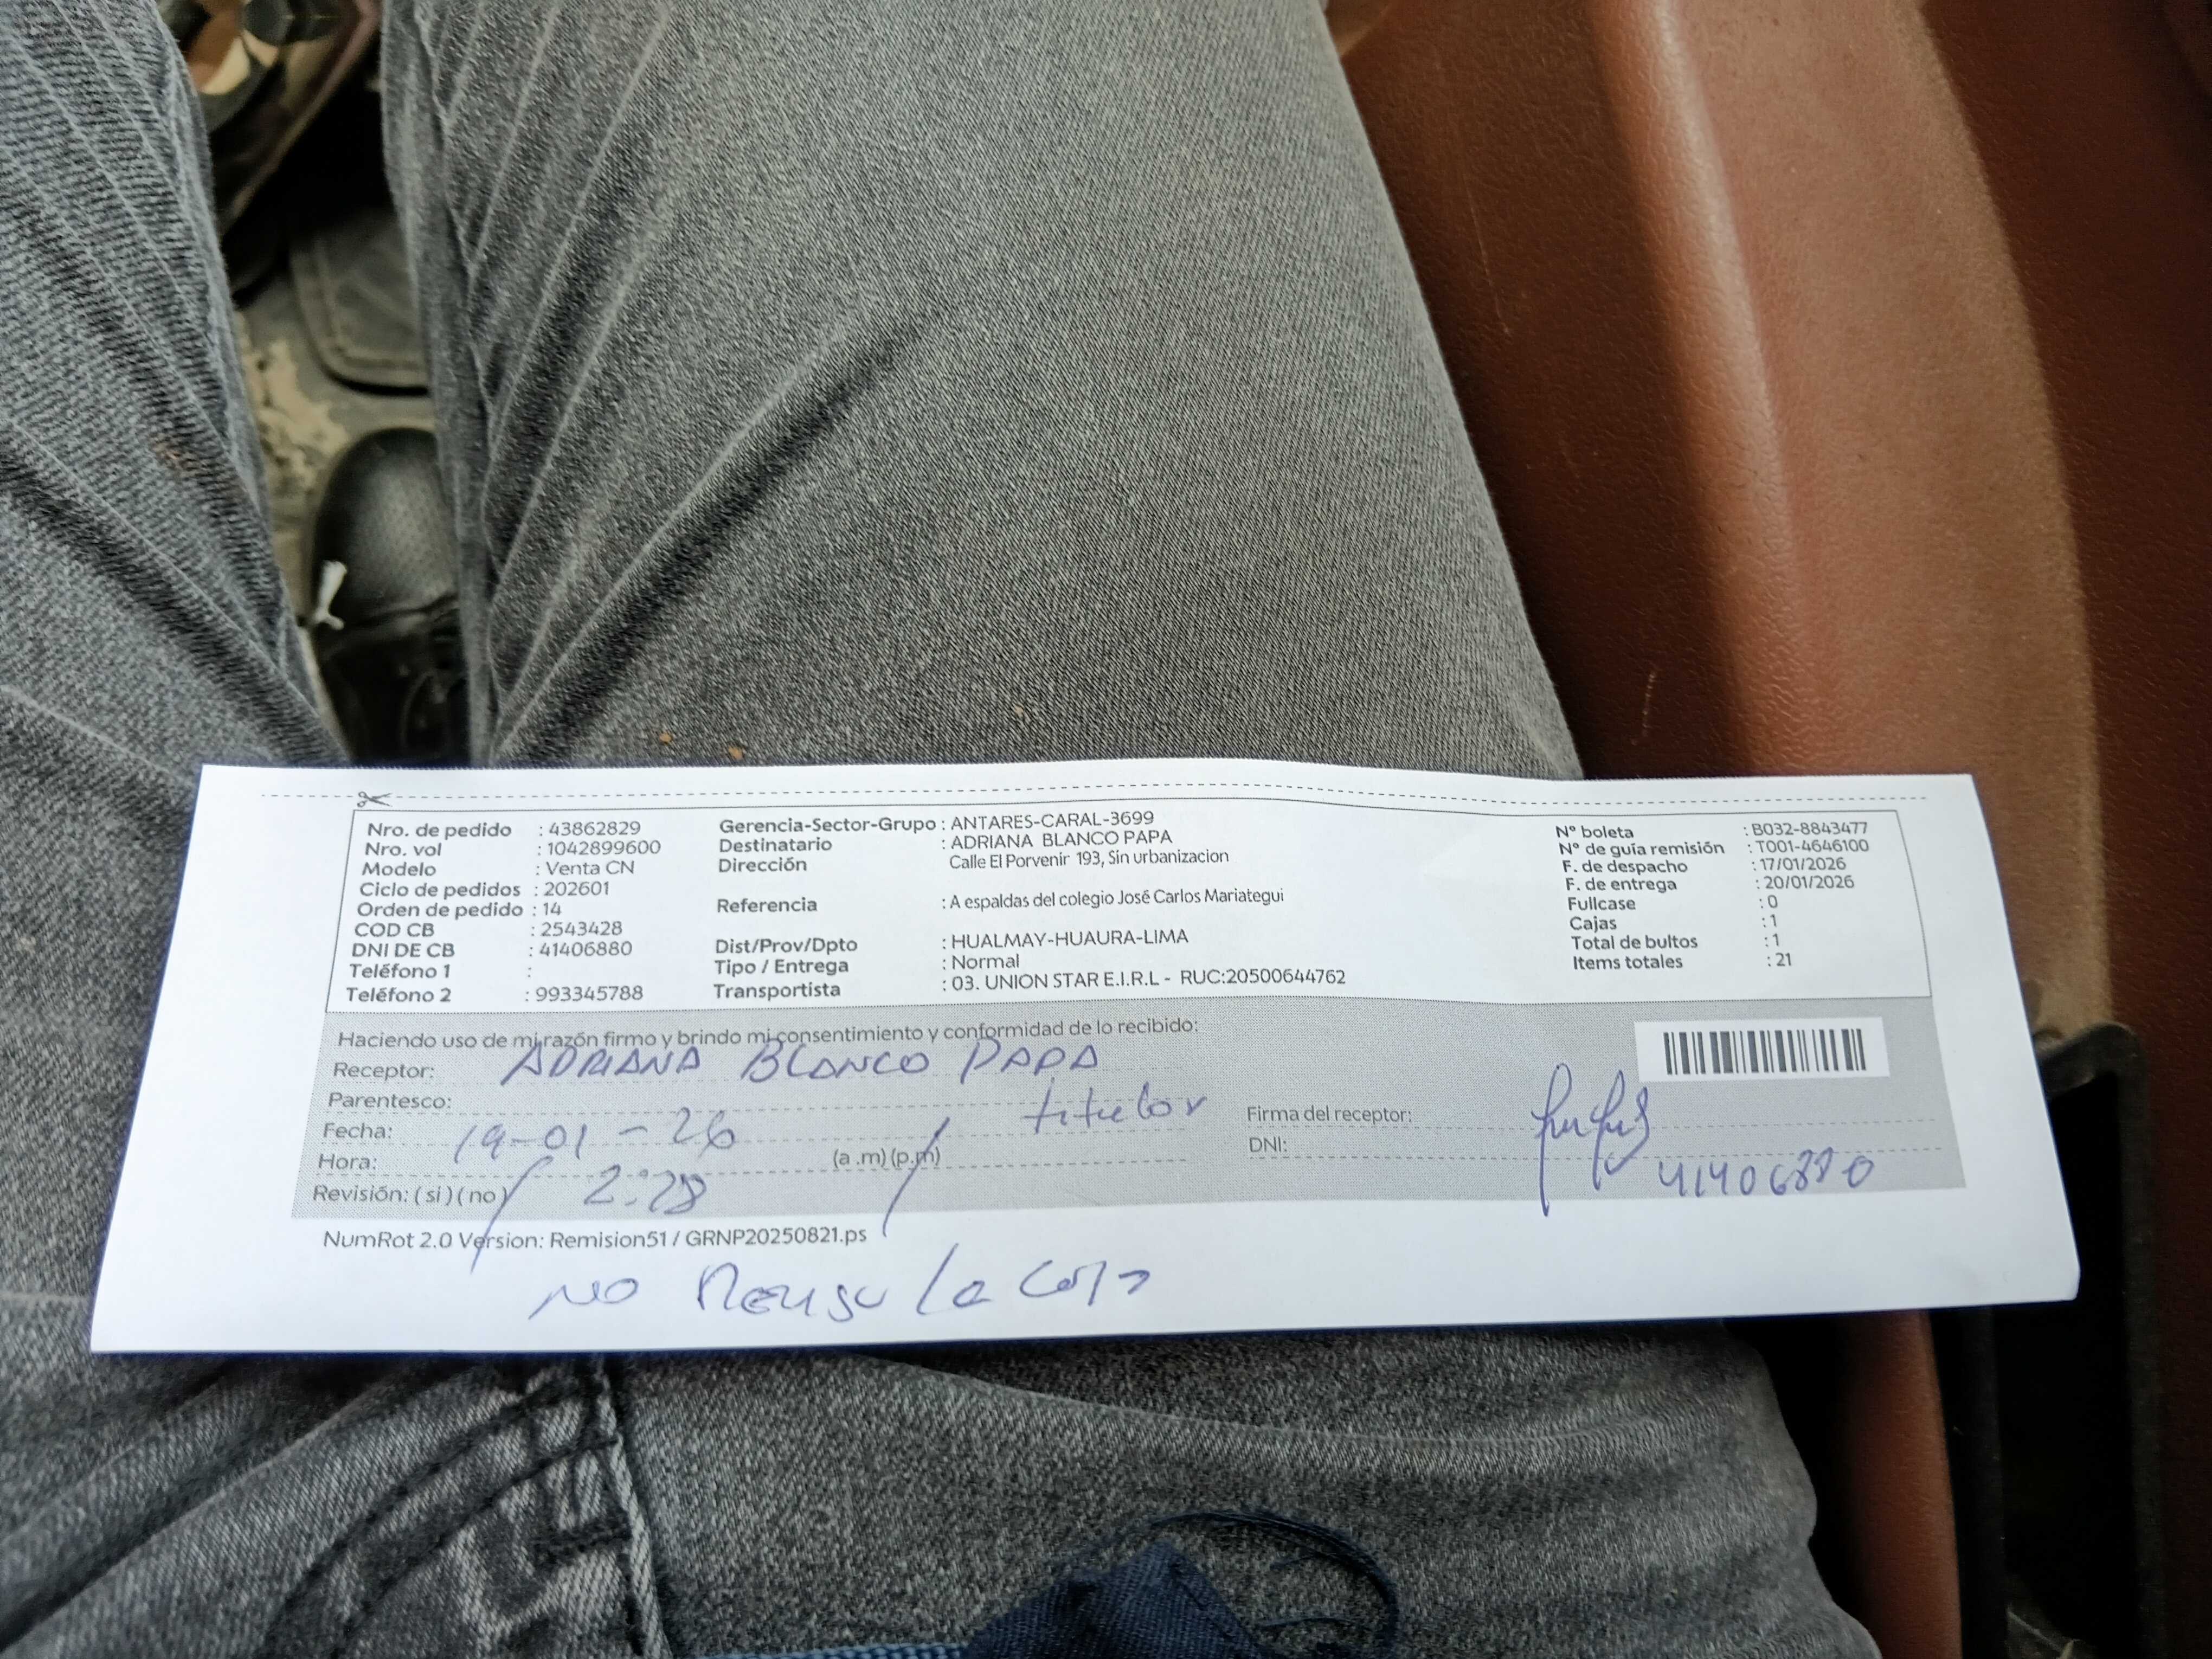 Nro. de pedido : 43862829
Nro. vol : 1042899600
Modelo : Venta CN
Ciclo de pedidos : 202601
Orden de pedido : 14
COD CB : 2543428
DNI DE CB : 41406880
Teléfono 1 :
Teléfono 2 : 993345788
Gerencia-Sector-Grupo : ANTARES-CARAL-3699
Destinatario : ADRIANA BLANCO PAPA
Dirección Calle El Porvenir 193, Sin urbanizacion
Referencia : A espaldas del colegio José Carlos Mariategui
Dist/Prov/Dpto : HUALMAY-HUAURA-LIMA
Tipo / Entrega : Normal
Transportista : 03. UNION STAR E.I.R.L - RUC:20500644762
N° boleta : B032-8843477
N° de guía remisión : T001-4646100
F. de despacho : 17/01/2026
F. de entrega : 20/01/2026
Fullcase : 0
Cajas : 1
Total de bultos : 1
Items totales : 21
Haciendo uso de mi razón firmo y brindo mi consentimiento y conformidad de lo recibido:
Receptor: ADRIANA BLANCO PAPA
Parentesco: titular
Fecha: 19-01-26
Hora: 2:28 (a .m) (p.m)
Revisión: ( si ) ( no )
Firma del receptor:
DNI: 41406880
NumRot 2.0 Version: Remision51 / GRNP20250821.ps
NO la